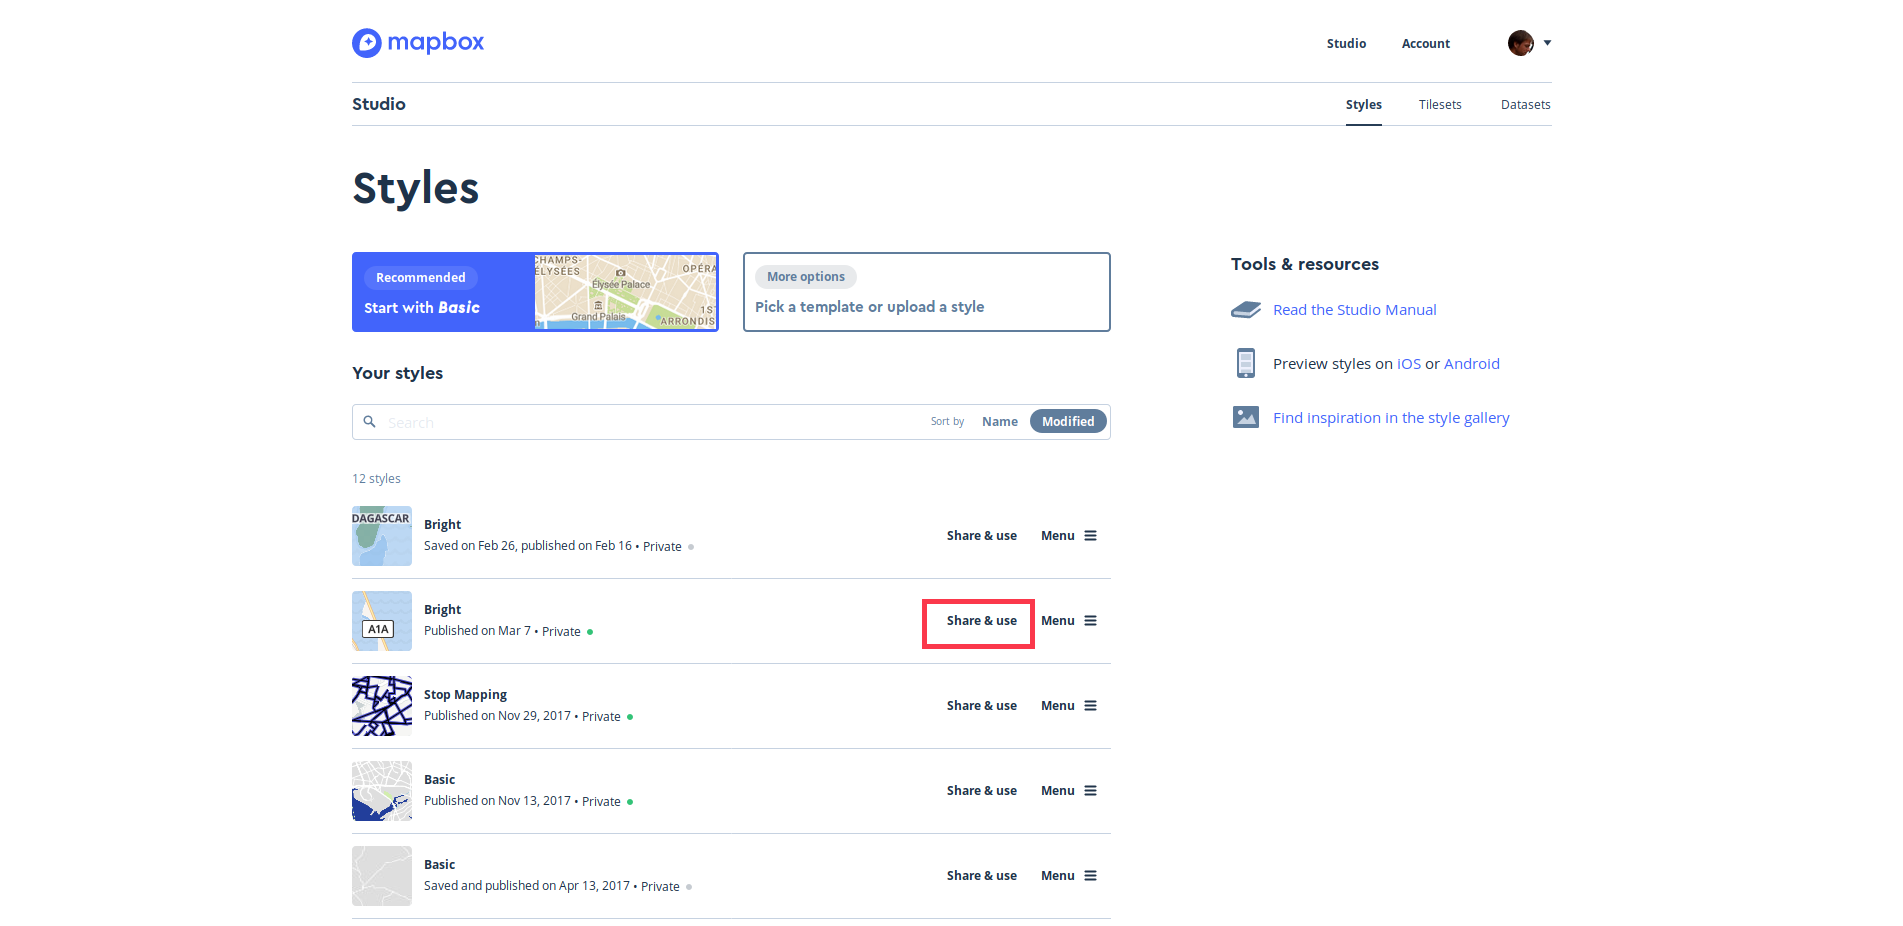 mapbox
Studio Account
Studio
Styles Tilesets Datasets
Styles
Recommended
Start with Basic
CHAMPS-
ÉLYSÉES
OPÉRA
Élysée Palace
Grand Palais
1S
ARRONDIS
More options
Pick a template or upload a style
Tools & resources
Read the Studio Manual
Preview styles on iOS or Android
Find inspiration in the style gallery
Your styles
Search
Sort by Name Modified
12 styles
DAGASCAR
Bright
Saved on Feb 26, published on Feb 16 • Private
Share & use Menu
A1A
Bright
Published on Mar 7 • Private
Share & use Menu
Stop Mapping
Published on Nov 29, 2017 • Private
Share & use Menu
Basic
Published on Nov 13, 2017 • Private
Share & use Menu
Basic
Saved and published on Apr 13, 2017 • Private
Share & use Menu